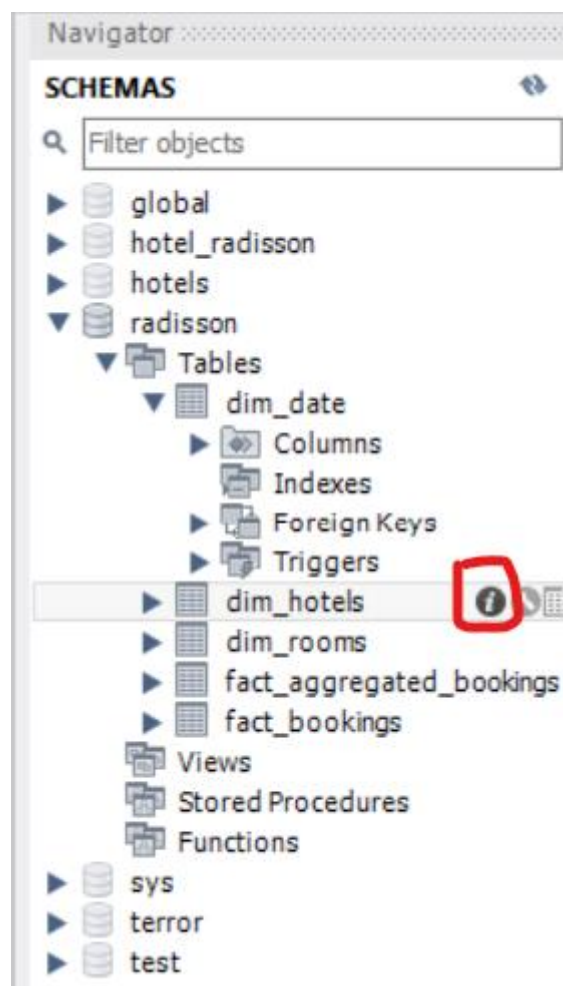 Navigator
SCHEMAS
Filter objects
global
hotel_radisson
hotels
radisson
Tables
dim_date
Columns
Indexes
Foreign Keys
Triggers
dim_hotels
dim_rooms
fact_aggregated_bookings
fact_bookings
Views
Stored Procedures
Functions
sys
terror
test